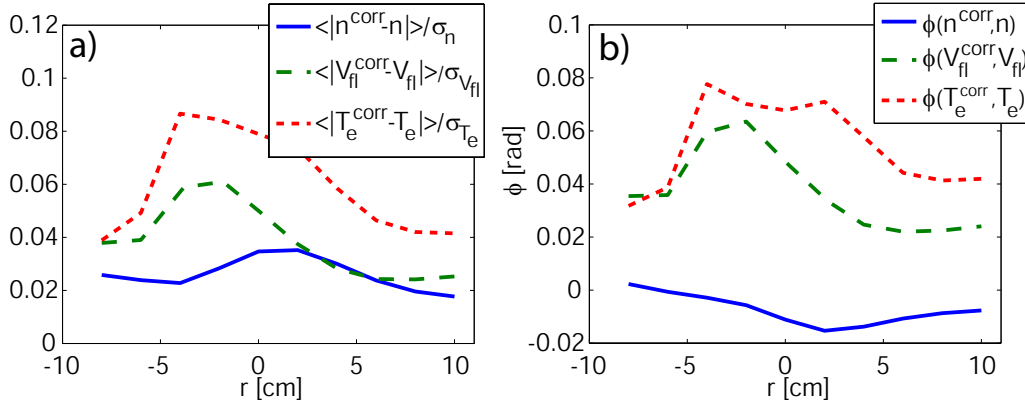 a)
<|n^corr-n|>/σ_n
<|V_fl^corr-V_fl|>/σ_V_fl
<|T_e^corr-T_e|>/σ_T_e
0.12
0.1
0.08
0.06
0.04
0.02
0
-10
-5
0
5
10
r [cm]
b)
ϕ(n^corr,n)
ϕ(V_fl^corr,V_fl)
ϕ(T_e^corr,T_e)
ϕ [rad]
0.1
0.08
0.06
0.04
0.02
0
-0.02
-10
-5
0
5
10
r [cm]